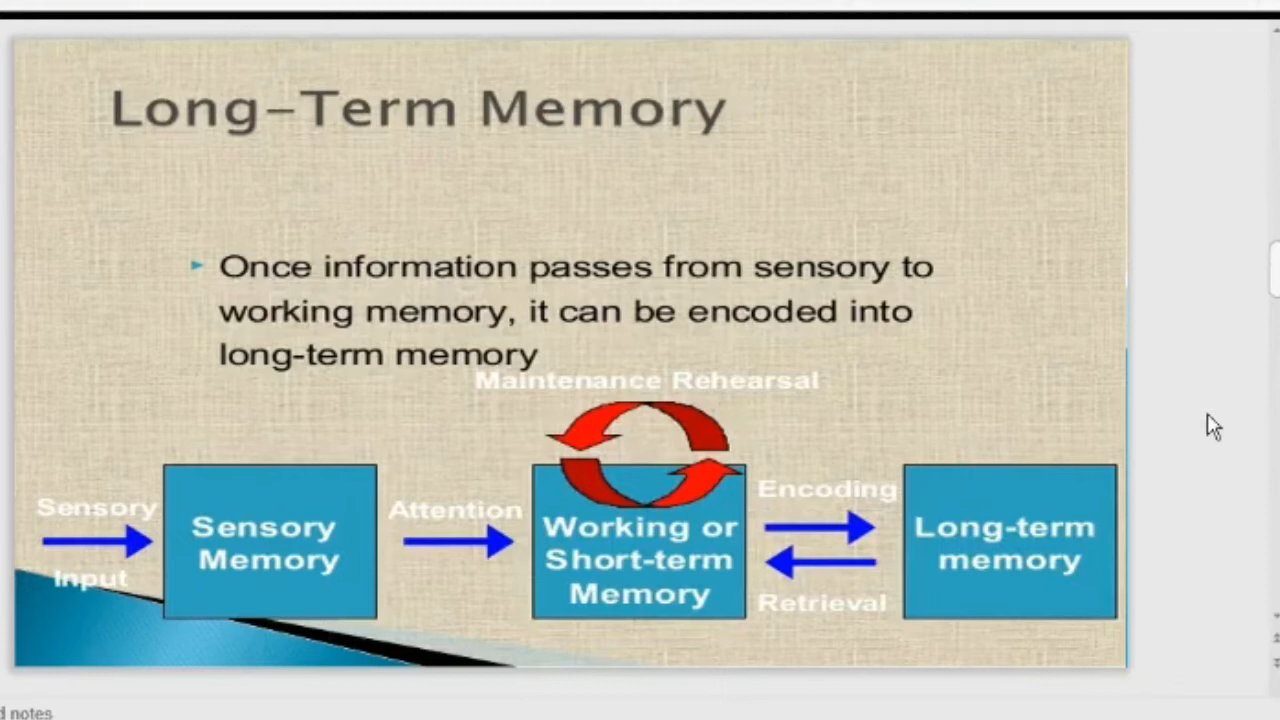 Long-Term Memory
Once information passes from sensory to
working memory, it can be encoded into
long-term memory
Maintenance Rehearsal
Sensory
Input
Sensory
Memory
Attention
Working or
Short-term
Memory
Encoding
Retrieval
Long-term
memory
notes